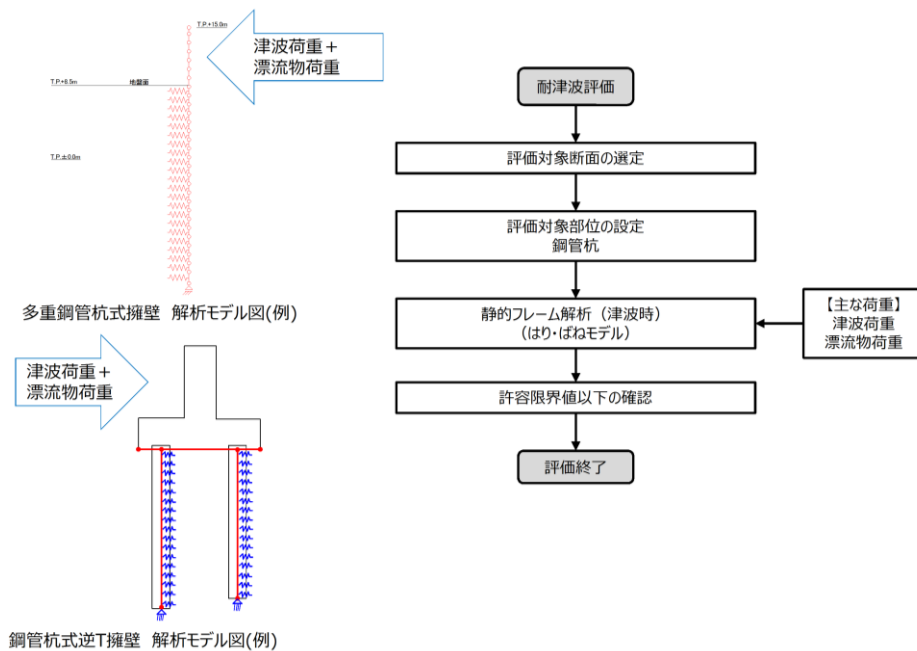 T.P.+15.0m
津波荷重＋
漂流物荷重
T.P.+8.5m
地盤面
T.P.±0.0m
多重鋼管杭式擁壁 解析モデル図(例)
津波荷重＋
漂流物荷重
鋼管杭式逆T擁壁 解析モデル図(例)
耐津波評価
評価対象断面の選定
評価対象部位の設定
鋼管杭
静的フレーム解析（津波時）
（はり・ばねモデル）
【主な荷重】
津波荷重
漂流物荷重
許容限界値以下の確認
評価終了